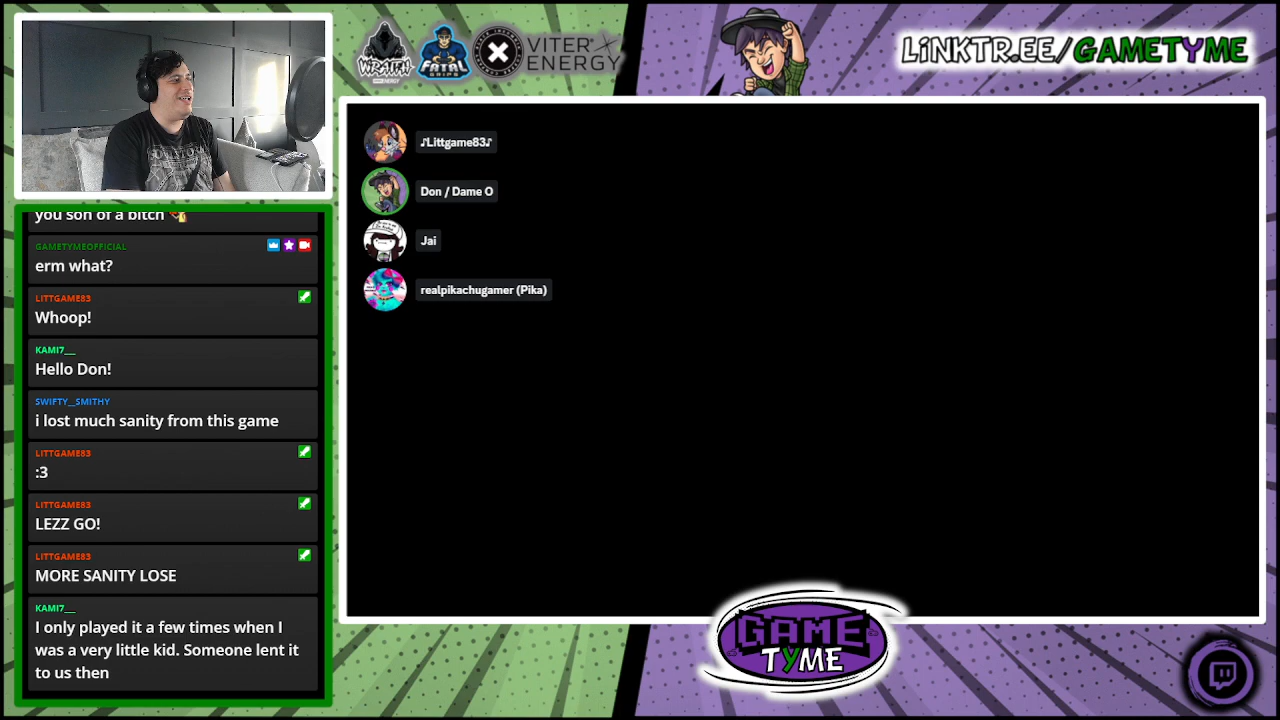 WRAITH
FATAL
GRIPS
VITER
ENERGY
LiNKTR.EE/GAMETYME
♪Littgame83♪
Don / Dame O
Jai
realpikachugamer (Pika)
you son of a bitch
GAMETYMEOFFICIAL
erm what?
LITTGAME83
Whoop!
KAMI7__
Hello Don!
SWIFTY__SMITHY
i lost much sanity from this game
LITTGAME83
:3
LITTGAME83
LEZZ GO!
LITTGAME83
MORE SANITY LOSE
KAMI7__
I only played it a few times when I
was a very little kid. Someone lent it
to us then
GAME
TYME